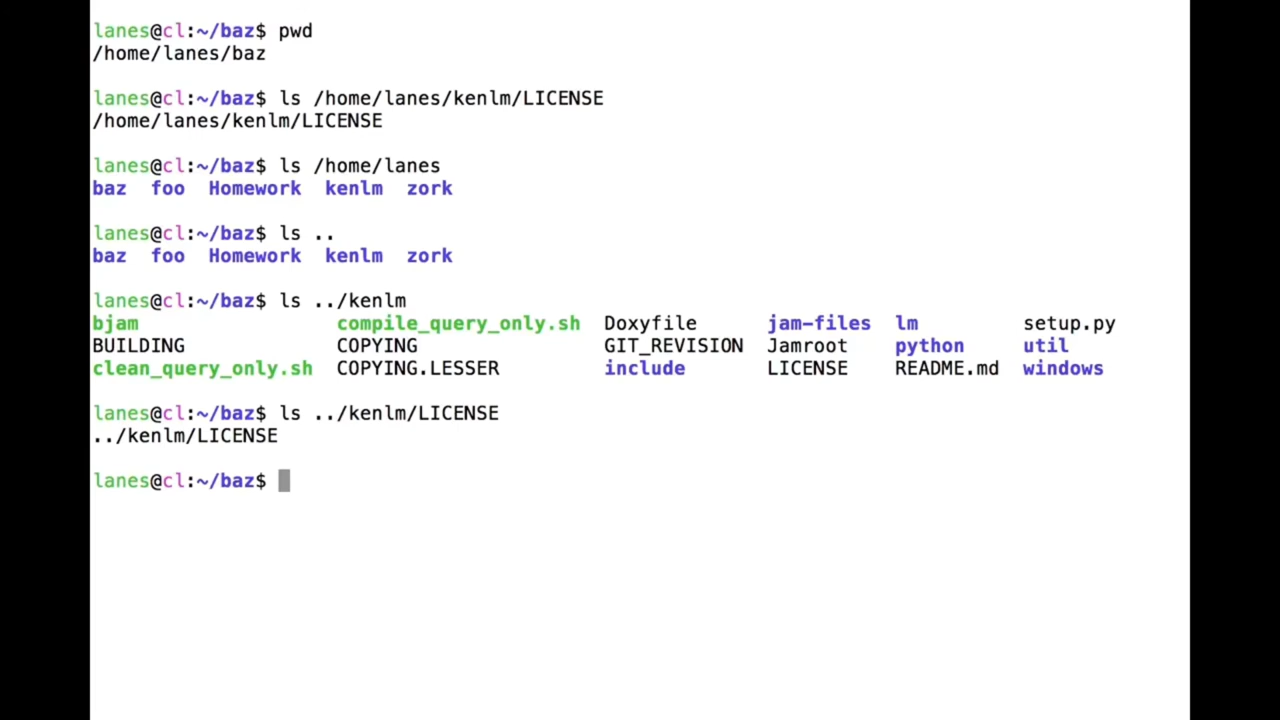 lanes@cl:~/baz$ pwd
/home/lanes/baz
lanes@cl:~/baz$ ls /home/lanes/kenlm/LICENSE
/home/lanes/kenlm/LICENSE
lanes@cl:~/baz$ ls /home/lanes
baz  foo  Homework  kenlm  zork
lanes@cl:~/baz$ ls ..
baz  foo  Homework  kenlm  zork
lanes@cl:~/baz$ ls ../kenlm
bjam                 compile_query_only.sh  Doxyfile      jam-files  lm         setup.py
BUILDING             COPYING                GIT_REVISION  Jamroot    python     util
clean_query_only.sh  COPYING.LESSER         include       LICENSE    README.md  windows
lanes@cl:~/baz$ ls ../kenlm/LICENSE
../kenlm/LICENSE
lanes@cl:~/baz$